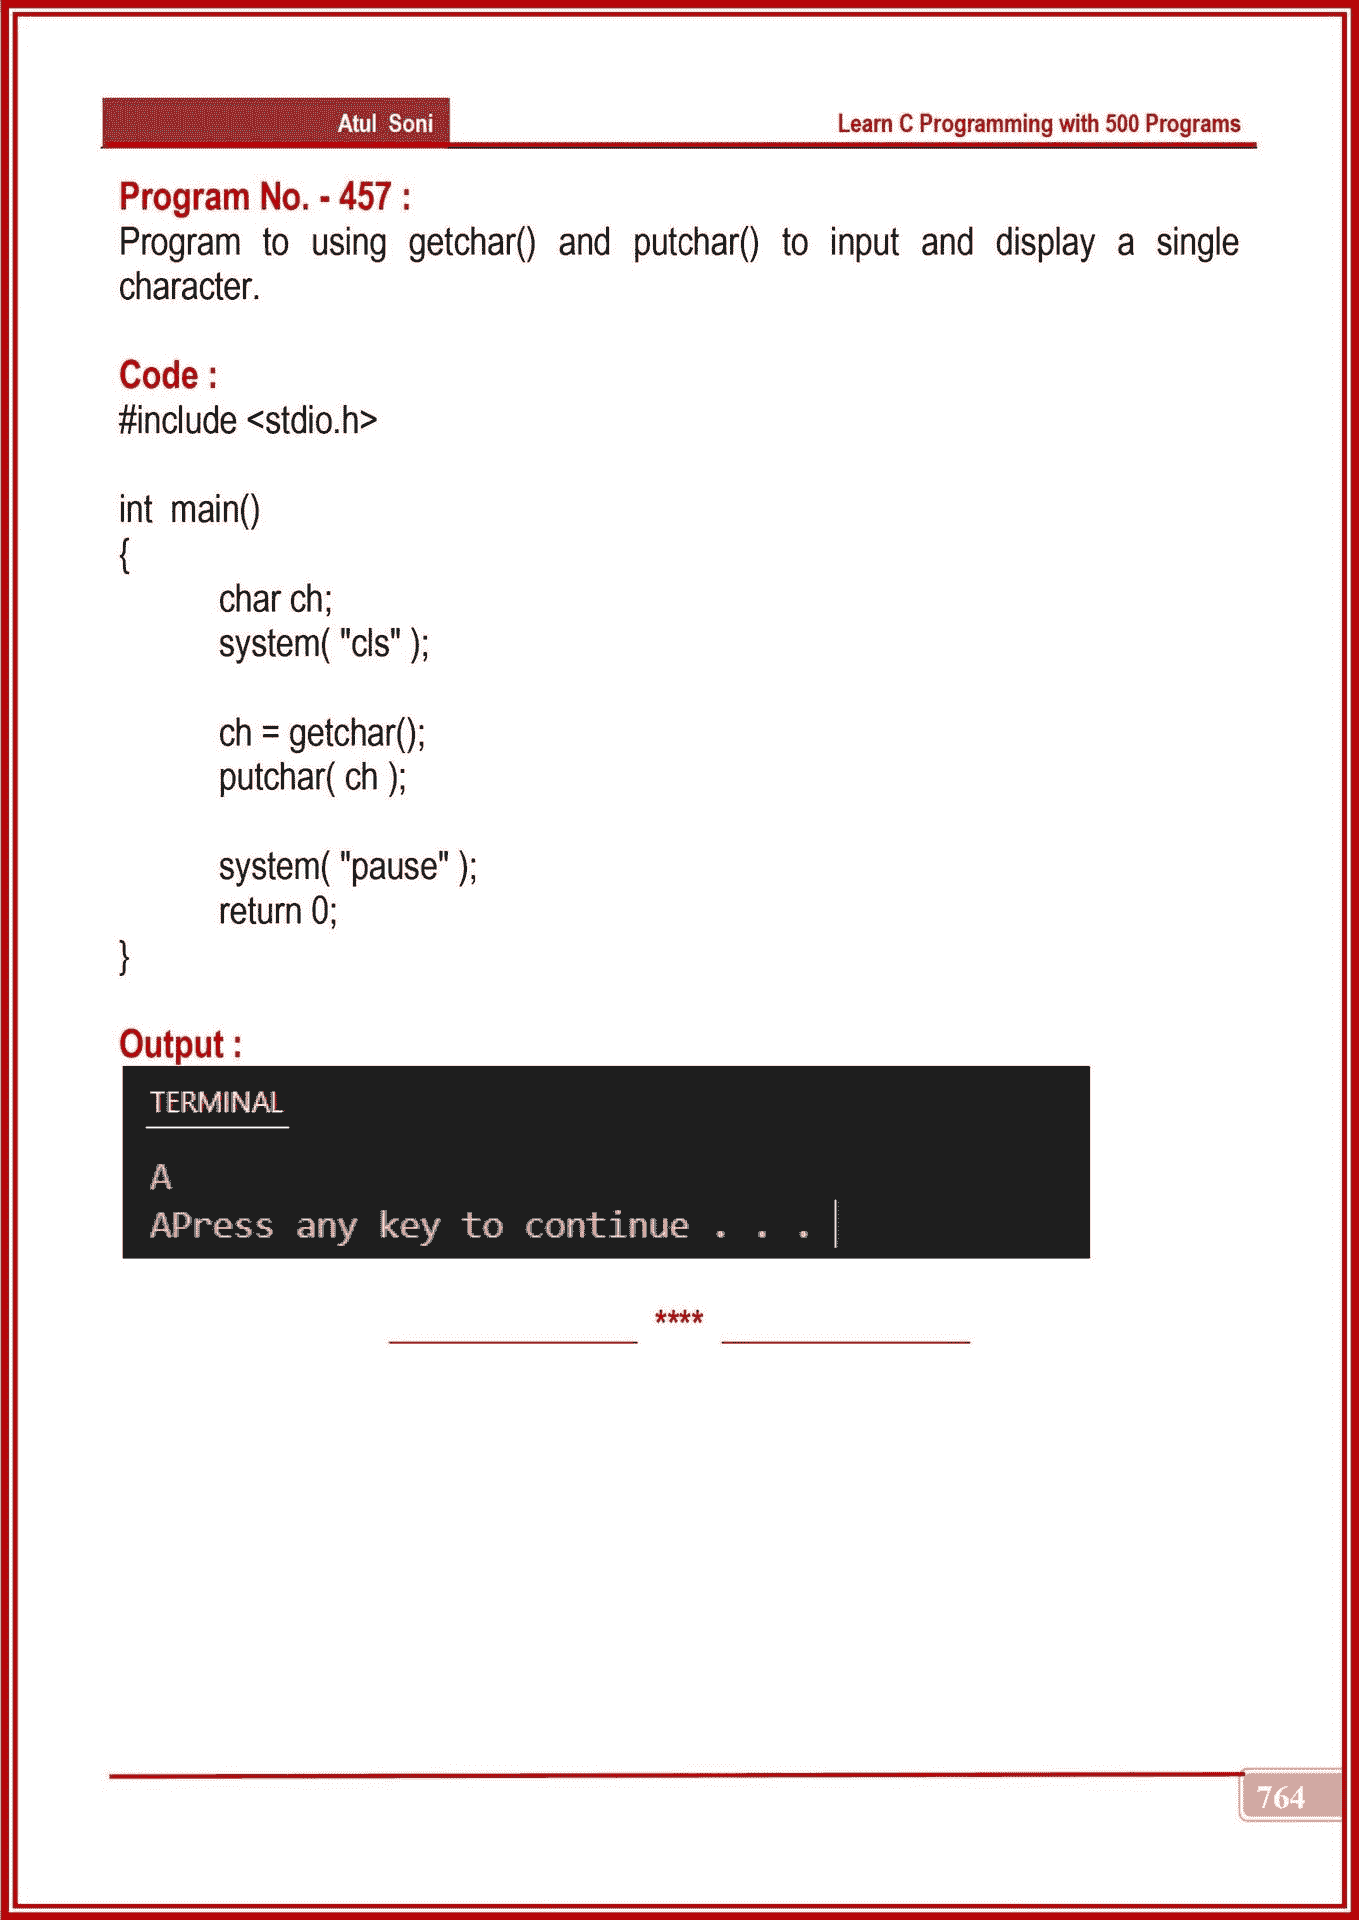 Atul Soni
Learn C Programming with 500 Programs
Program No. - 457 :
Program to using getchar() and putchar() to input and display a single
character.
Code :
#include <stdio.h>
int main()
{
char ch;
system( "cls" );
ch = getchar();
putchar( ch );
system( "pause" );
return 0;
}
Output :
TERMINAL
A
APress any key to continue . . .
****
764